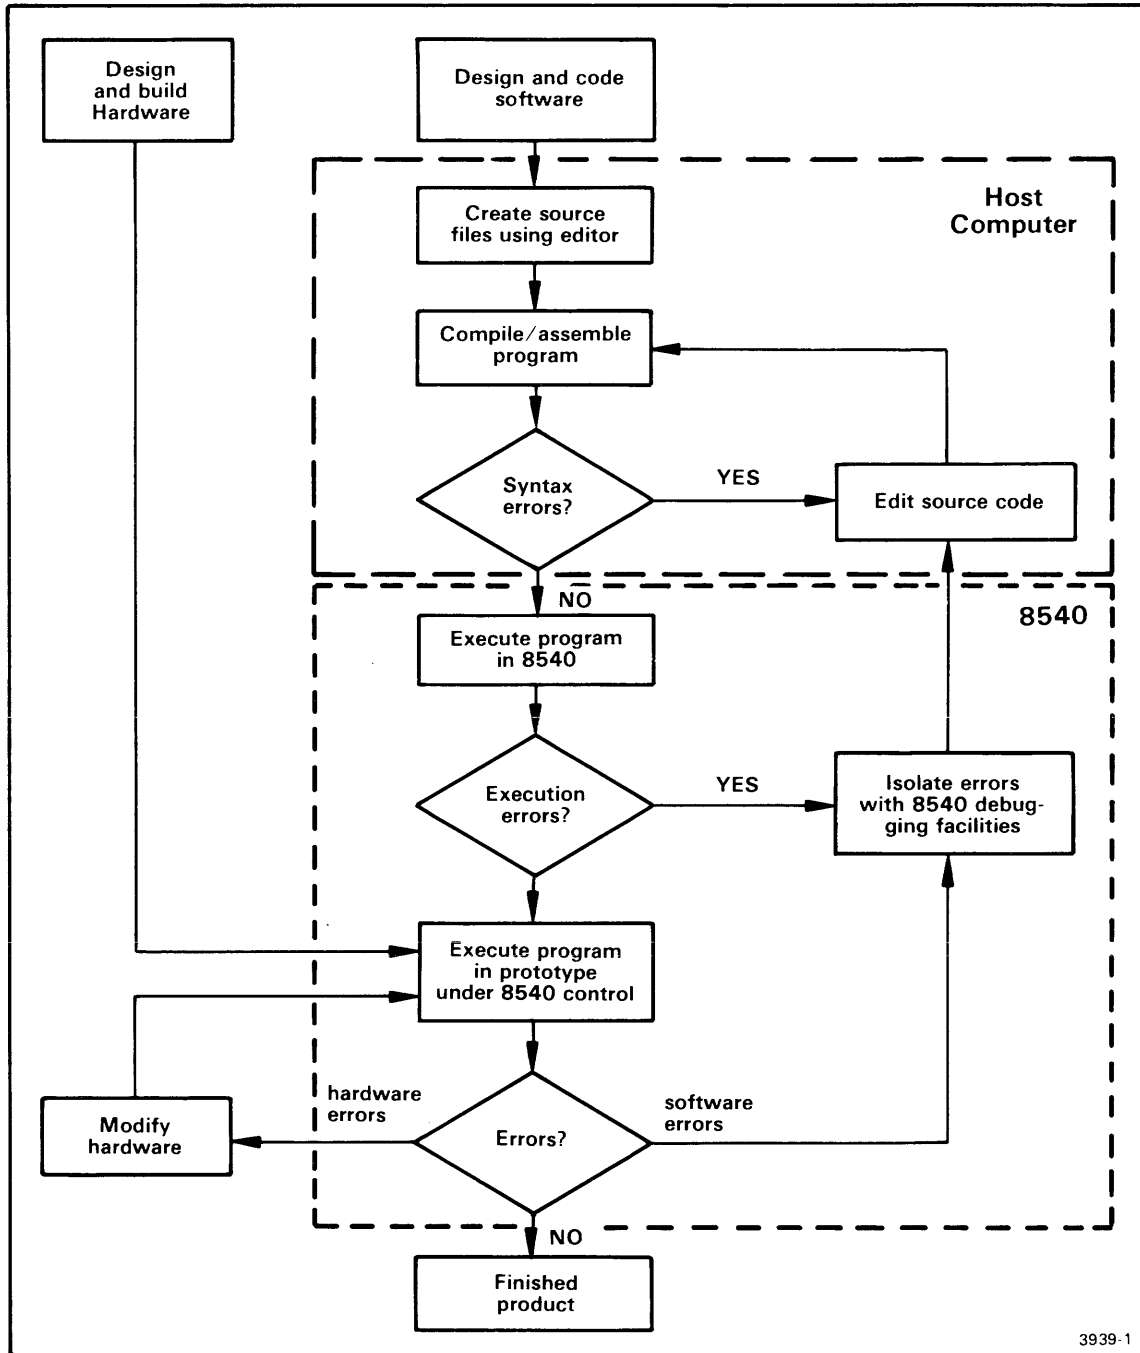 Design
and build
Hardware
Design and code
software
Host
Computer
Create source
files using editor
Compile/assemble
program
Syntax
errors?
YES
Edit source code
NO
8540
Execute program
in 8540
Execution
errors?
YES
Isolate errors
with 8540 debug-
ging facilities
Execute program
in prototype
under 8540 control
hardware
errors
software
errors
Modify
hardware
Errors?
NO
Finished
product
3939-1